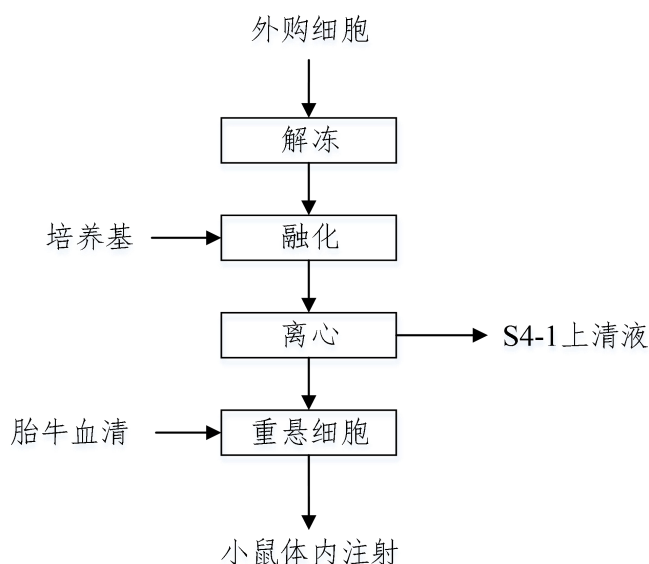 外购细胞
解冻
培养基
融化
离心
S4-1上清液
胎牛血清
重悬细胞
小鼠体内注射